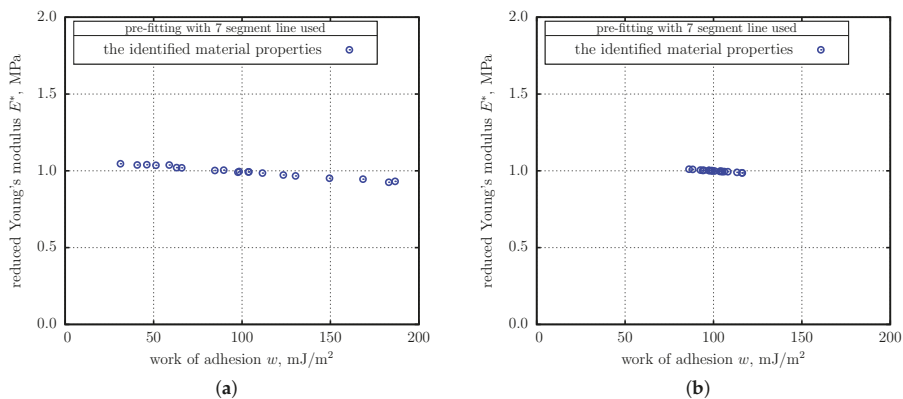 pre-fitting with 7 segment line used
the identified material properties
reduced Young's modulus E*, MPa
2.0
1.5
1.0
0.5
0.0
0 50 100 150 200
work of adhesion w, mJ/m²
(a)
pre-fitting with 7 segment line used
the identified material properties
reduced Young's modulus E*, MPa
2.0
1.5
1.0
0.5
0.0
0 50 100 150 200
work of adhesion w, mJ/m²
(b)